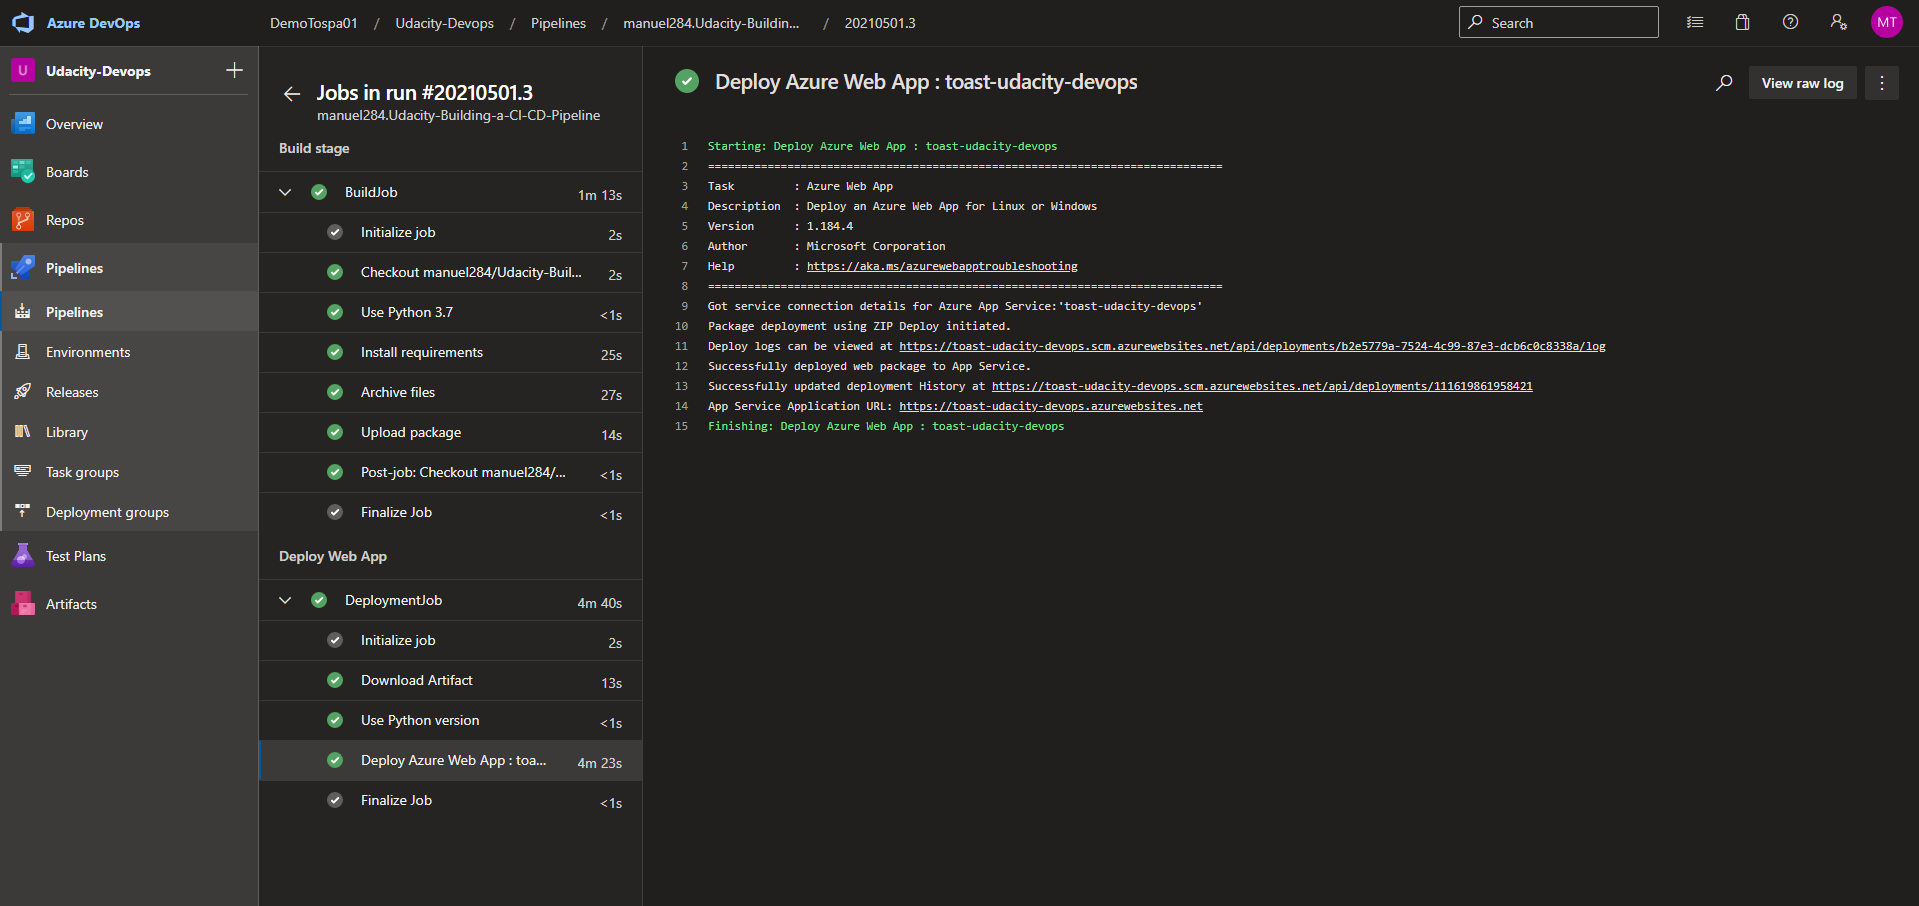 Azure DevOps
DemoTospa01 / Udacity-Devops / Pipelines / manuel284.Udacity-Buildin... / 20210501.3
Search
MT
U Udacity-Devops
Overview
Boards
Repos
Pipelines
Pipelines
Environments
Releases
Library
Task groups
Deployment groups
Test Plans
Artifacts
Jobs in run #20210501.3
manuel284.Udacity-Building-a-CI-CD-Pipeline
Build stage
BuildJob 1m 13s
Initialize job 2s
Checkout manuel284/Udacity-Buil... 2s
Use Python 3.7 <1s
Install requirements 25s
Archive files 27s
Upload package 14s
Post-job: Checkout manuel284/... <1s
Finalize Job <1s
Deploy Web App
DeploymentJob 4m 40s
Initialize job 2s
Download Artifact 13s
Use Python version <1s
Deploy Azure Web App : toa... 4m 23s
Finalize Job <1s
Deploy Azure Web App : toast-udacity-devops
View raw log
1 Starting: Deploy Azure Web App : toast-udacity-devops
2 ==============================================================================
3 Task : Azure Web App
4 Description : Deploy an Azure Web App for Linux or Windows
5 Version : 1.184.4
6 Author : Microsoft Corporation
7 Help : https://aka.ms/azurewebapptroubleshooting
8 ==============================================================================
9 Got service connection details for Azure App Service:'toast-udacity-devops'
10 Package deployment using ZIP Deploy initiated.
11 Deploy logs can be viewed at https://toast-udacity-devops.scm.azurewebsites.net/api/deployments/b2e5779a-7524-4c99-87e3-dcb6c0c8338a/log
12 Successfully deployed web package to App Service.
13 Successfully updated deployment History at https://toast-udacity-devops.scm.azurewebsites.net/api/deployments/111619861958421
14 App Service Application URL: https://toast-udacity-devops.azurewebsites.net
15 Finishing: Deploy Azure Web App : toast-udacity-devops